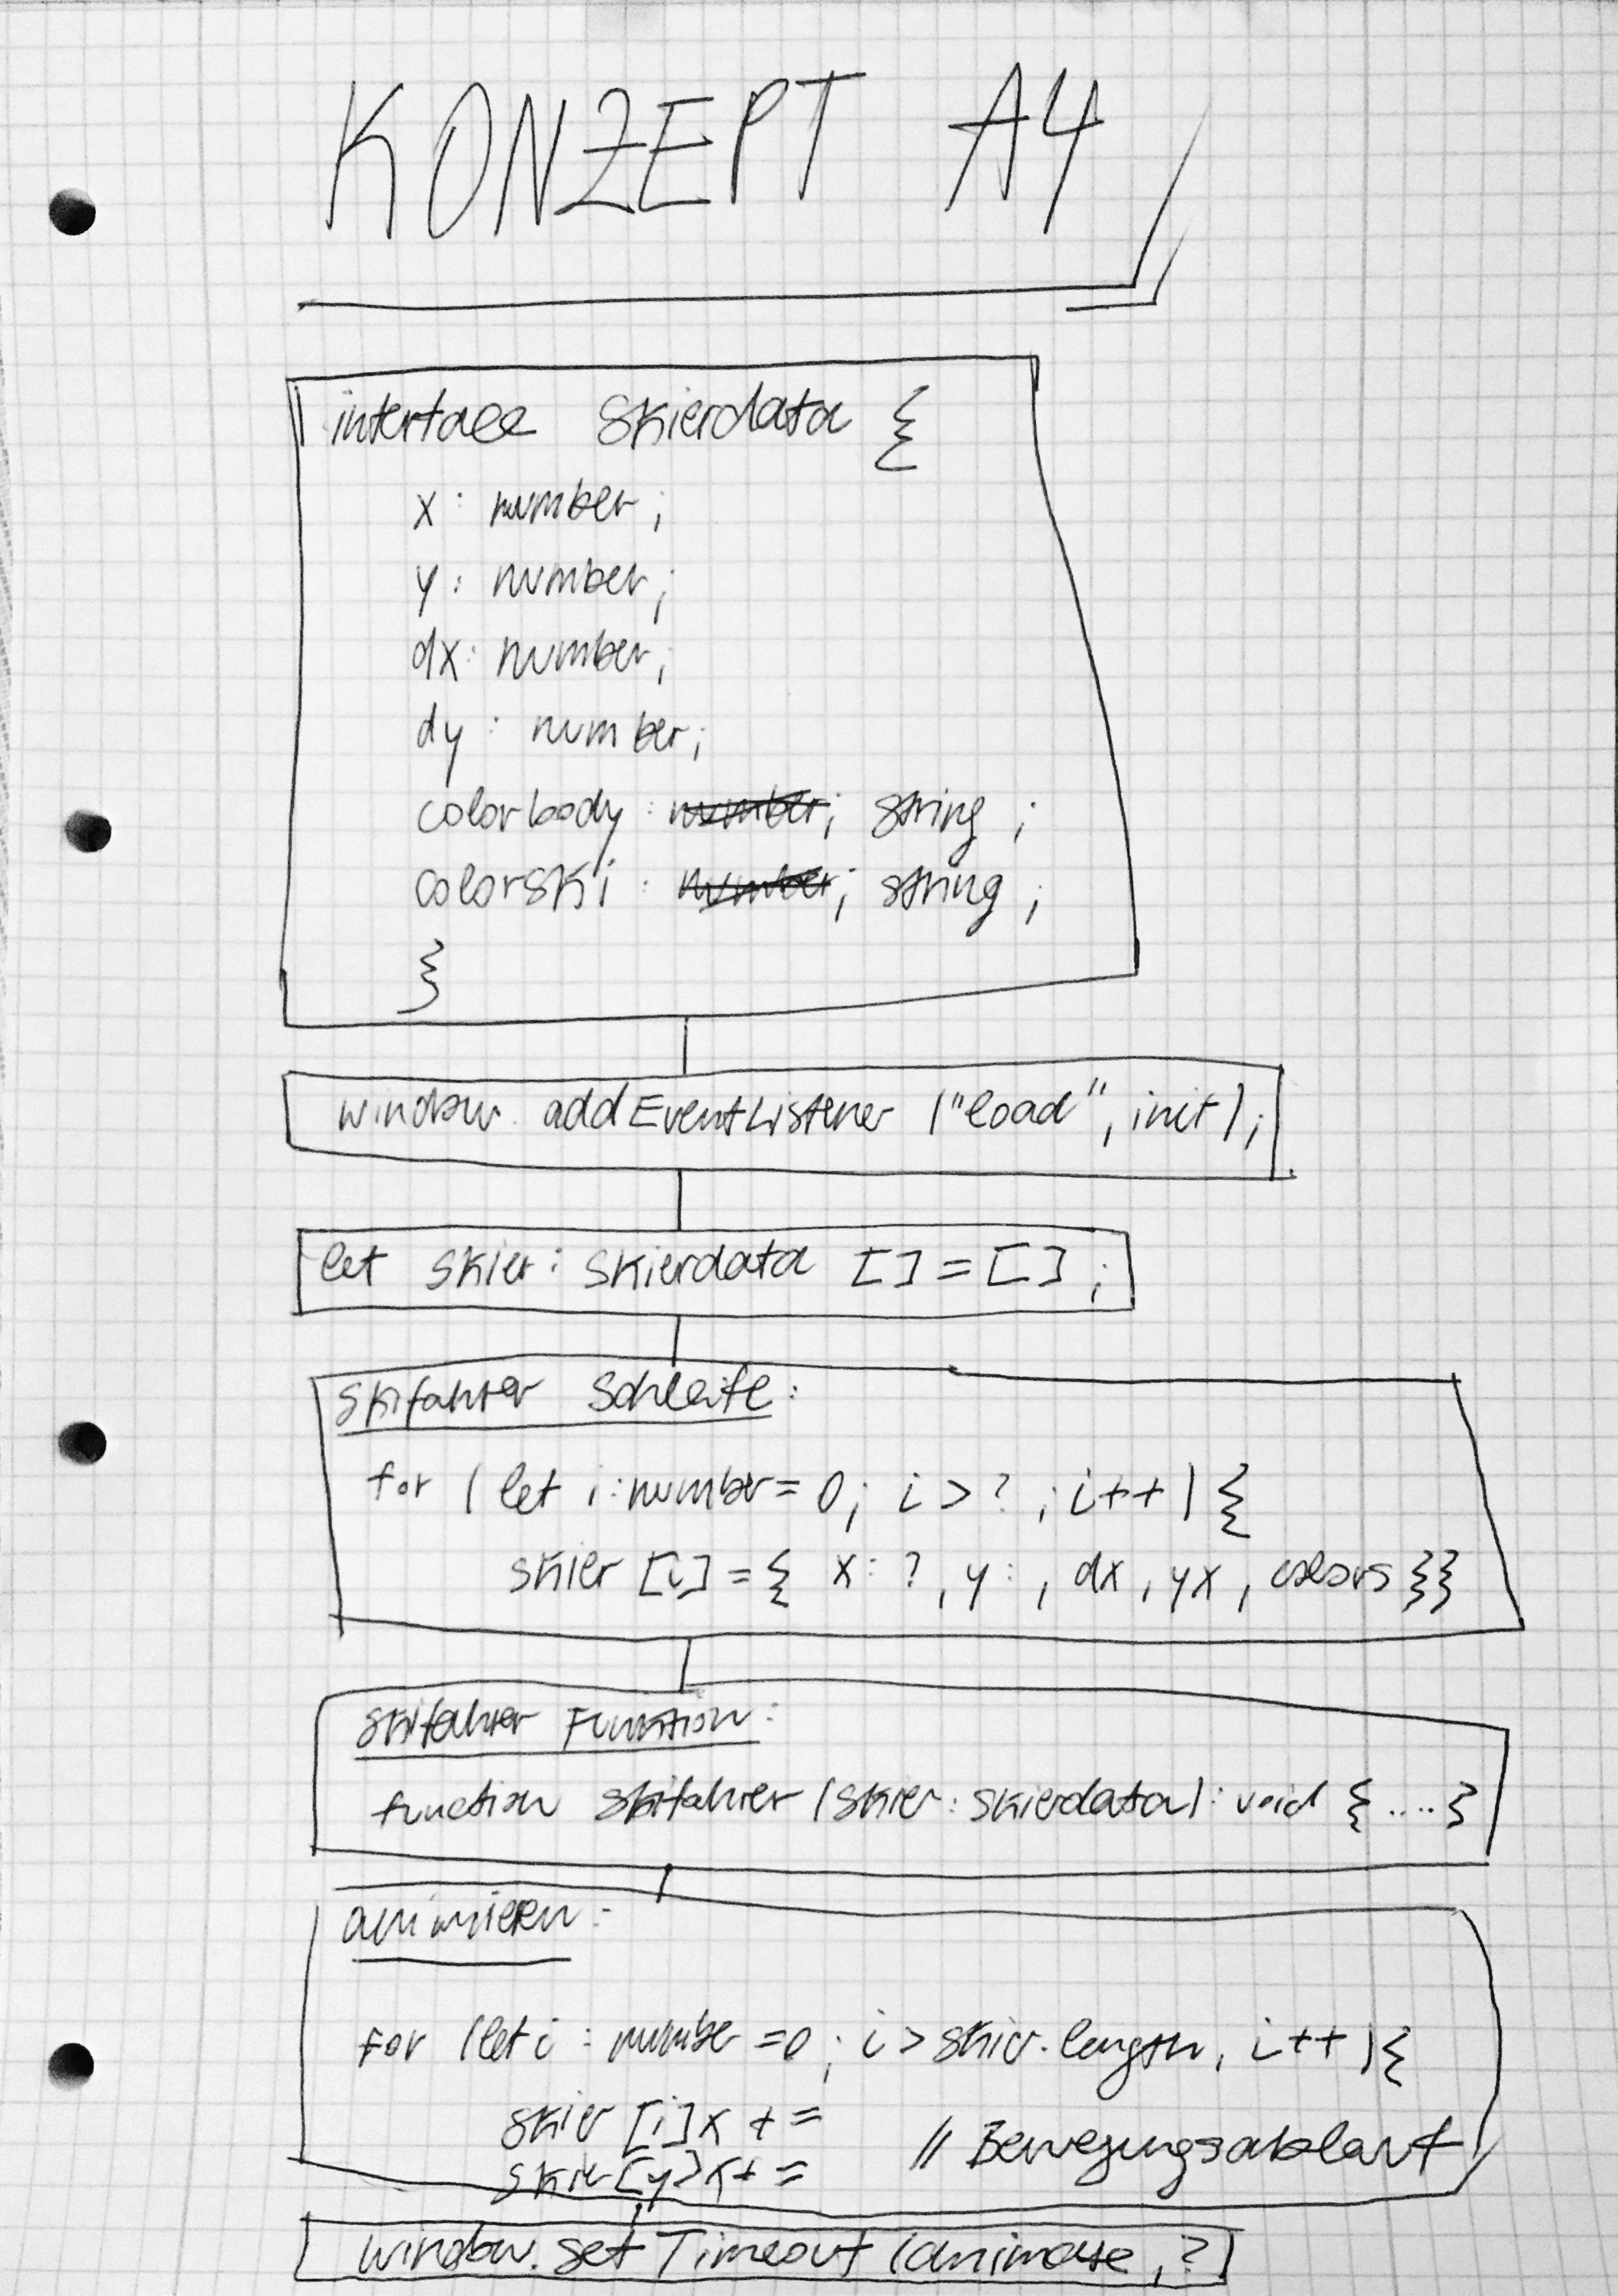 KONZEPT A4
interface Skierdata {
x: number;
y: number;
dx: number;
dy: number;
colorbody: number; string;
colorski: number; string;
}
window.addEventListener ("load", init);
let skier: Skierdata [] = [];
Skifahrer Schleife:
for (let i: number = 0; i > ?; i++) {
skier [i] = { x: ?, y: , dx, yx, colors }}
Skifahrer Funktion:
function skifahrer (skier: Skierdata): void { .... }
animieren:
for (let i: number = 0; i > skier.length, i++) {
skier [i] x + =
skier [y] x + = // Bewegungsablauf
window.setTimeout (animate, ?)